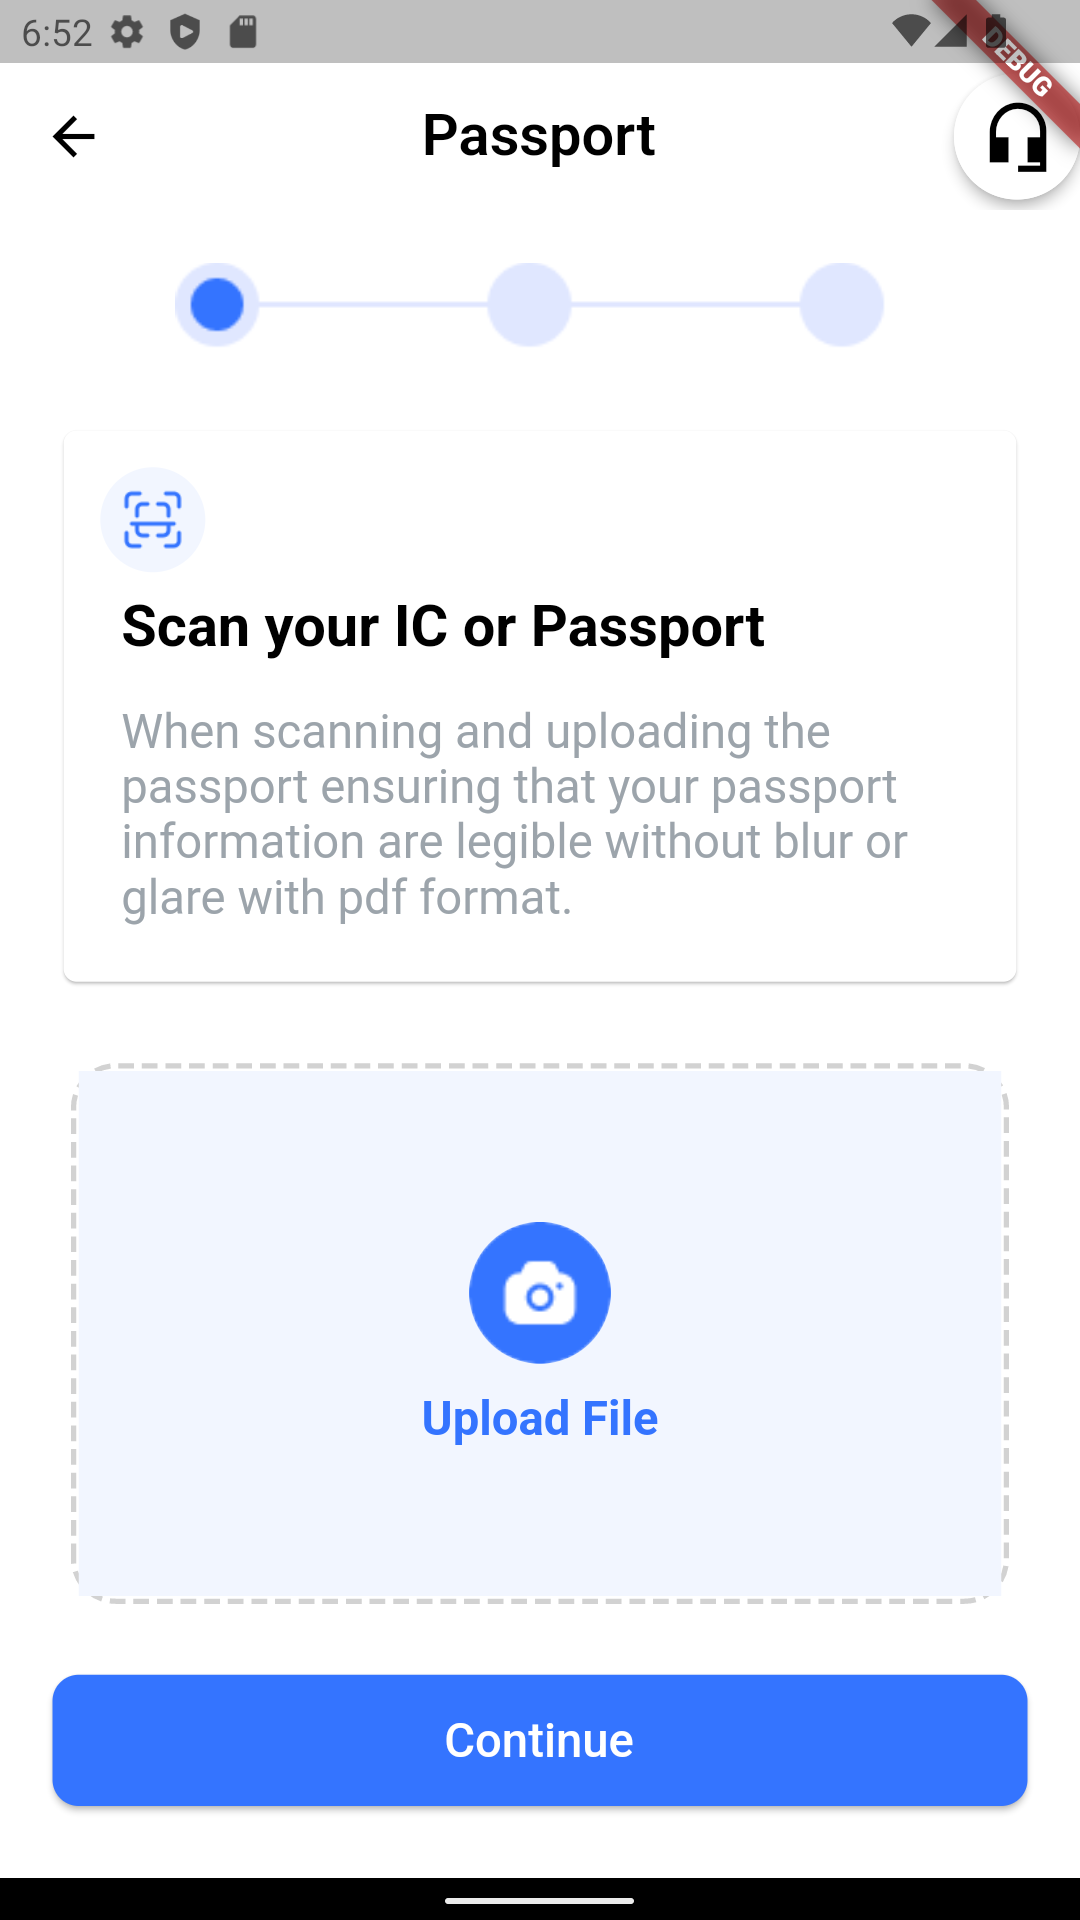 6:52
DEBUG
Passport
Scan your IC or Passport
When scanning and uploading the
passport ensuring that your passport
information are legible without blur or
glare with pdf format.
Upload File
Continue